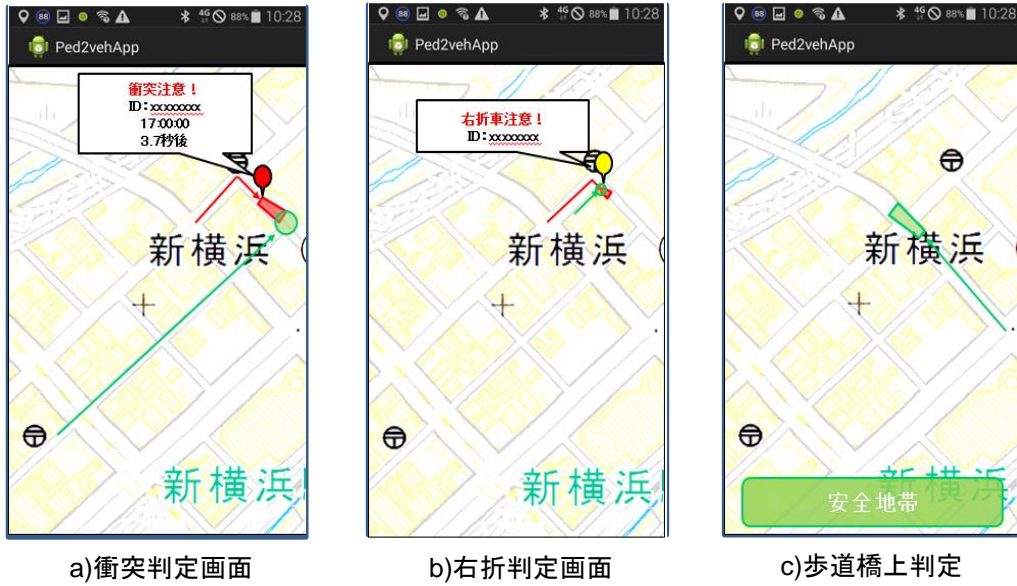 88 4G 88% 10:28
Ped2vehApp
衝突注意！
ID：xxxxxxxx
17:00:00
3.7秒後
新横浜
新横浜
a)衝突判定画面
88 4G 88% 10:28
Ped2vehApp
右折車注意！
ID：xxxxxxxx
新横浜
新横浜
b)右折判定画面
88 4G 88% 10:28
Ped2vehApp
新横浜
新横浜
安全地帯
c)歩道橋上判定